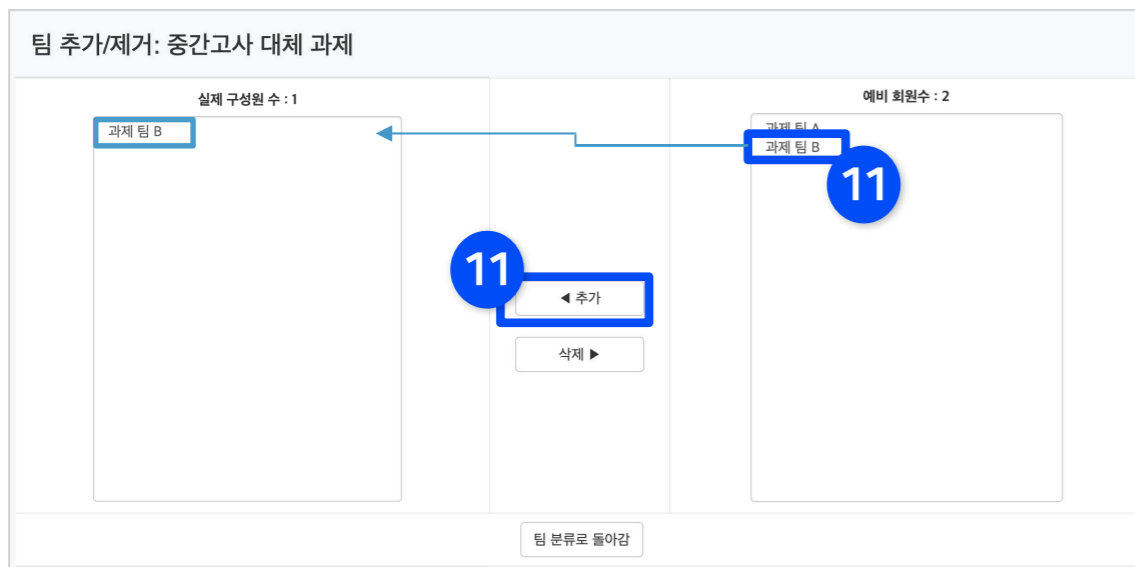 팀 추가/제거: 중간고사 대체 과제
실제 구성원 수 : 1
예비 회원수 : 2
과제 팀 B
과제 팀 A
과제 팀 B
11
11
◀ 추가
삭제 ▶
팀 분류로 돌아감